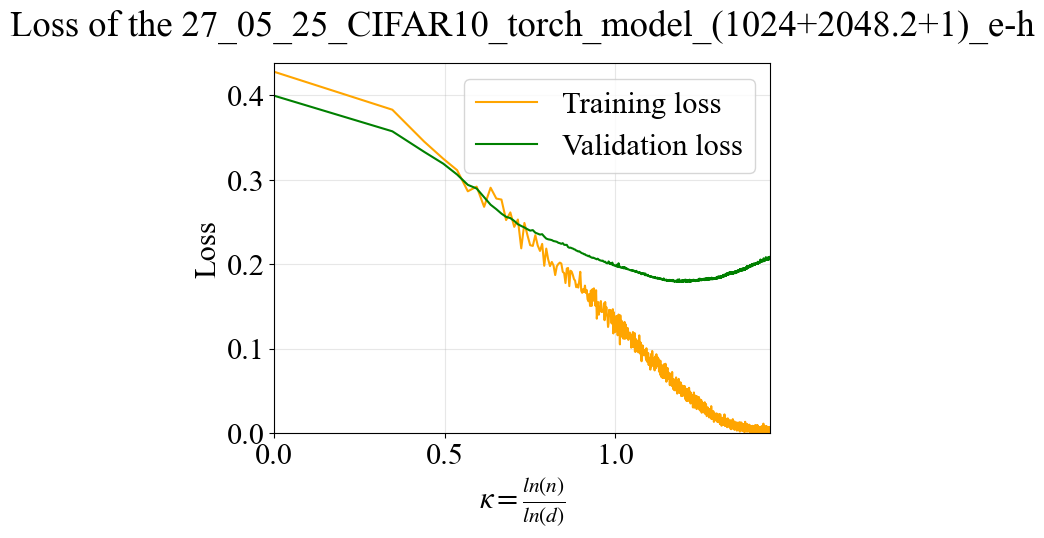 Loss of the 27_05_25_CIFAR10_torch_model_(1024+2048.2+1)_e-h
Training loss
Validation loss
Loss
0.4
0.3
0.2
0.1
0.0
0.0 0.5 1.0
κ = ln(n)/ln(d)